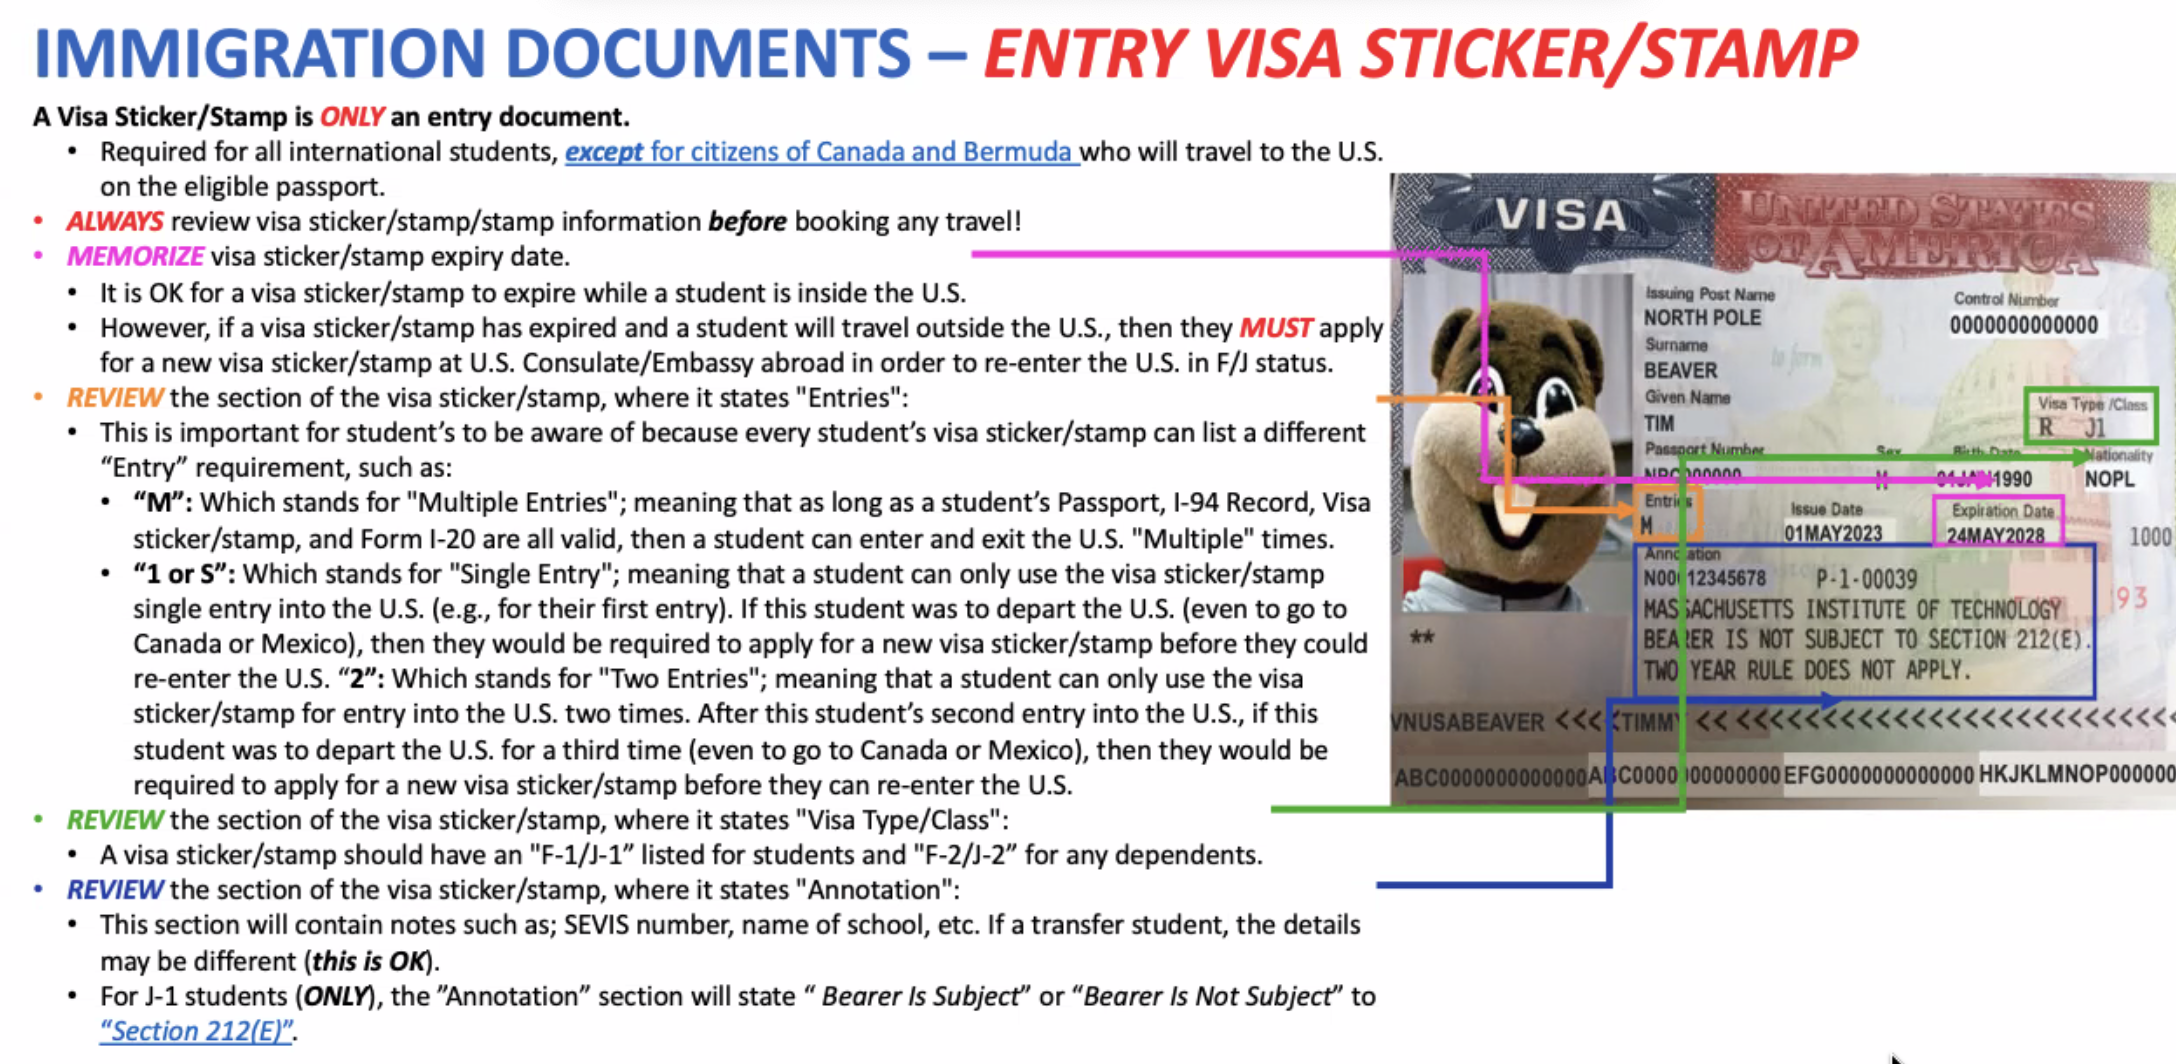 IMMIGRATION DOCUMENTS – ENTRY VISA STICKER/STAMP
A Visa Sticker/Stamp is ONLY an entry document.
• Required for all international students, except for citizens of Canada and Bermuda who will travel to the U.S.
on the eligible passport.
• ALWAYS review visa sticker/stamp/stamp information before booking any travel!
• MEMORIZE visa sticker/stamp expiry date.
• It is OK for a visa sticker/stamp to expire while a student is inside the U.S.
• However, if a visa sticker/stamp has expired and a student will travel outside the U.S., then they MUST apply
for a new visa sticker/stamp at U.S. Consulate/Embassy abroad in order to re-enter the U.S. in F/J status.
• REVIEW the section of the visa sticker/stamp, where it states "Entries":
• This is important for student’s to be aware of because every student’s visa sticker/stamp can list a different
“Entry” requirement, such as:
• “M”: Which stands for "Multiple Entries"; meaning that as long as a student’s Passport, I-94 Record, Visa
sticker/stamp, and Form I-20 are all valid, then a student can enter and exit the U.S. "Multiple" times.
• “1 or S”: Which stands for "Single Entry"; meaning that a student can only use the visa sticker/stamp
single entry into the U.S. (e.g., for their first entry). If this student was to depart the U.S. (even to go to
Canada or Mexico), then they would be required to apply for a new visa sticker/stamp before they could
re-enter the U.S. “2”: Which stands for "Two Entries"; meaning that a student can only use the visa
sticker/stamp for entry into the U.S. two times. After this student’s second entry into the U.S., if this
student was to depart the U.S. for a third time (even to go to Canada or Mexico), then they would be
required to apply for a new visa sticker/stamp before they can re-enter the U.S.
• REVIEW the section of the visa sticker/stamp, where it states "Visa Type/Class":
• A visa sticker/stamp should have an "F-1/J-1” listed for students and "F-2/J-2” for any dependents.
• REVIEW the section of the visa sticker/stamp, where it states "Annotation":
• This section will contain notes such as; SEVIS number, name of school, etc. If a transfer student, the details
may be different (this is OK).
• For J-1 students (ONLY), the ”Annotation” section will state “ Bearer Is Subject” or “Bearer Is Not Subject” to
“Section 212(E)”.
VISA UNITED STATES
OF AMERICA
Issuing Post Name Control Number
NORTH POLE 0000000000000
Surname
BEAVER
Given Name Visa Type /Class
TIM R J1
Passport Number Sex Birth Date Nationality
1990 NOPL
Entries Issue Date Expiration Date
M 01MAY2023 24MAY2028 1000
Annotation
12345678 P-1-00039
MASSACHUSETTS INSTITUTE OF TECHNOLOGY 93
BEARER IS NOT SUBJECT TO SECTION 212(E).
TWO YEAR RULE DOES NOT APPLY.
**
VNUSABEAVER <<<<TIMMY << <<<<<<<<<<<<<<<<<<<<<<<<<<
ABC0000000000000 EFG0000000000000 HKJKLMNOP000000